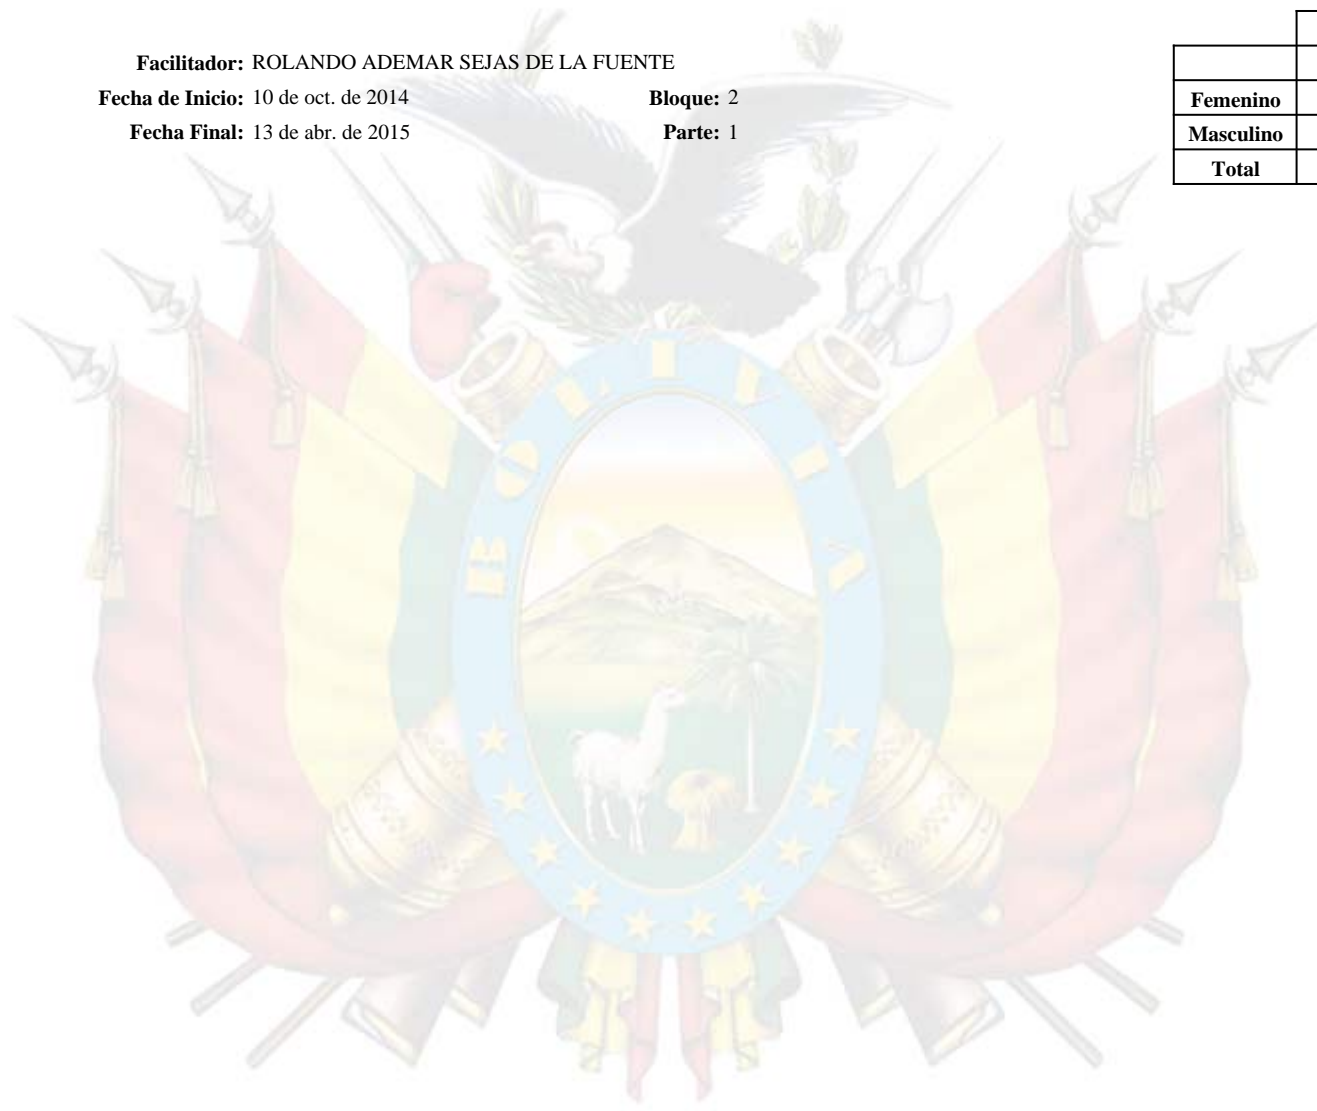 Facilitador: ROLANDO ADEMAR SEJAS DE LA FUENTE
Fecha de Inicio: 10 de oct. de 2014 Bloque: 2
Fecha Final: 13 de abr. de 2015 Parte: 1
Femenino
Masculino
Total
BOLIVIA